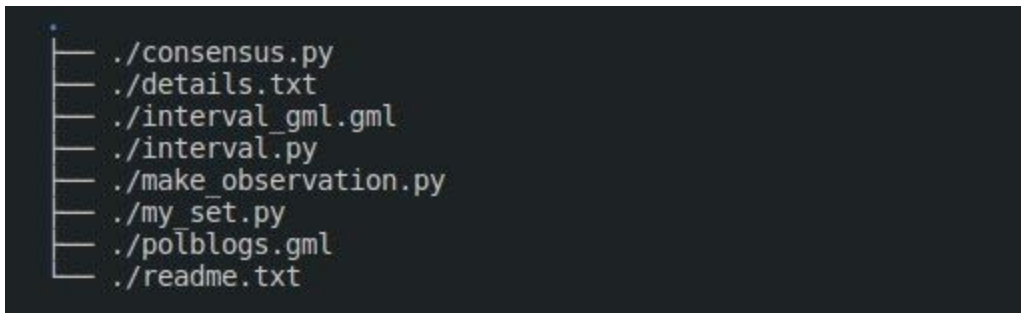 .
├── ./consensus.py
├── ./details.txt
├── ./interval_gml.gml
├── ./interval.py
├── ./make_observation.py
├── ./my_set.py
├── ./polblogs.gml
└── ./readme.txt